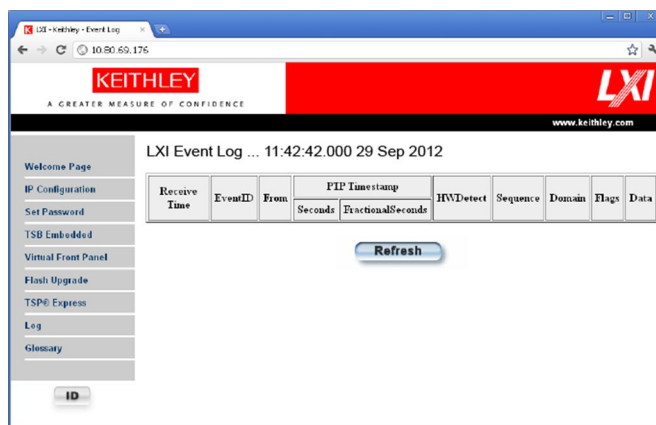 LXI - Keithley - Event Log
10.80.69.176
KEITHLEY
A GREATER MEASURE OF CONFIDENCE
LXI
www.keithley.com
Welcome Page
IP Configuration
Set Password
TSB Embedded
Virtual Front Panel
Flash Upgrade
TSP® Express
Log
Glossary
ID
LXI Event Log ... 11:42:42.000 29 Sep 2012
Receive Time
EventID
From
PTP Timestamp
Seconds
FractionalSeconds
HWDetect
Sequence
Domain
Flags
Data
Refresh